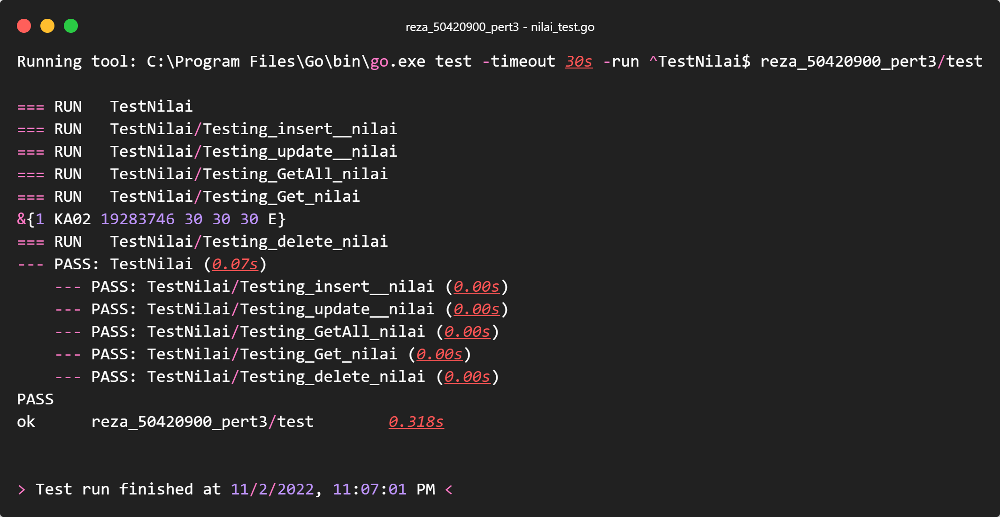 reza_50420900_pert3 - nilai_test.go
Running tool: C:\Program Files\Go\bin\go.exe test -timeout 30s -run ^TestNilai$ reza_50420900_pert3/test
=== RUN   TestNilai
=== RUN   TestNilai/Testing_insert__nilai
=== RUN   TestNilai/Testing_update__nilai
=== RUN   TestNilai/Testing_GetAll_nilai
=== RUN   TestNilai/Testing_Get_nilai
&{1 KA02 19283746 30 30 30 E}
=== RUN   TestNilai/Testing_delete_nilai
--- PASS: TestNilai (0.07s)
    --- PASS: TestNilai/Testing_insert__nilai (0.00s)
    --- PASS: TestNilai/Testing_update__nilai (0.00s)
    --- PASS: TestNilai/Testing_GetAll_nilai (0.00s)
    --- PASS: TestNilai/Testing_Get_nilai (0.00s)
    --- PASS: TestNilai/Testing_delete_nilai (0.00s)
PASS
ok      reza_50420900_pert3/test        0.318s
> Test run finished at 11/2/2022, 11:07:01 PM <